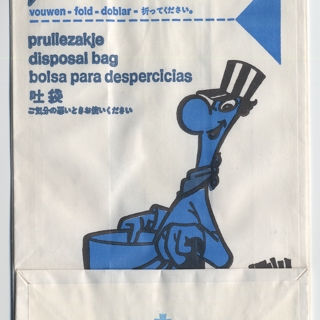 vouwen - fold - doblar - 折ってください。
prullezakje
disposal bag
bolsa para despercicias
吐袋
ご気分の悪いときお使いください